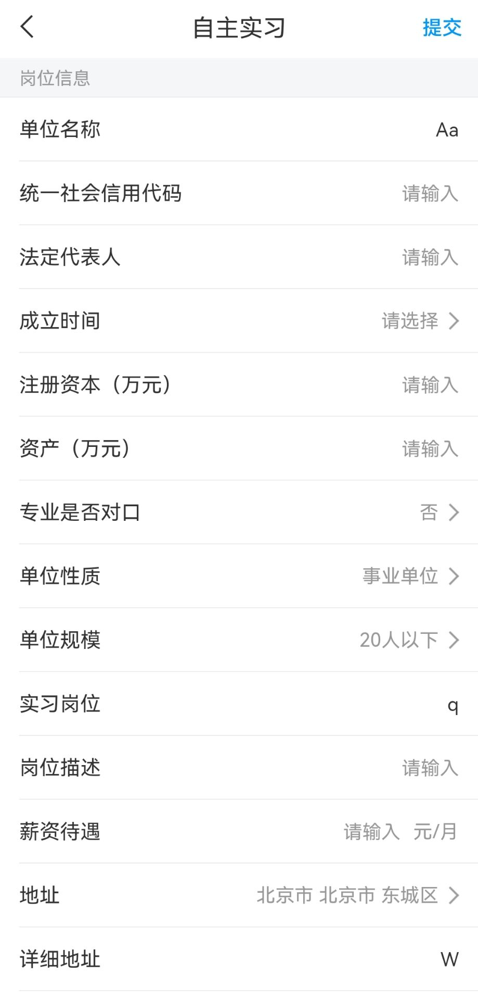 自主实习 提交
岗位信息
单位名称 Aa
统一社会信用代码 请输入
法定代表人 请输入
成立时间 请选择
注册资本（万元） 请输入
资产（万元） 请输入
专业是否对口 否
单位性质 事业单位
单位规模 20人以下
实习岗位 q
岗位描述 请输入
薪资待遇 请输入 元/月
地址 北京市 北京市 东城区
详细地址 W